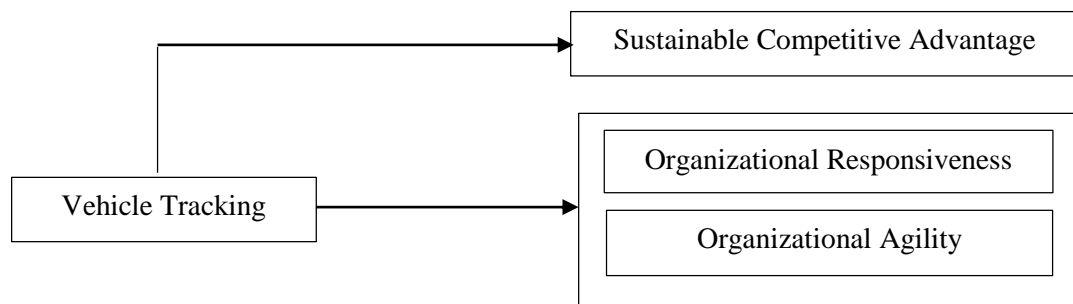 Sustainable Competitive Advantage
Organizational Responsiveness
Vehicle Tracking
Organizational Agility